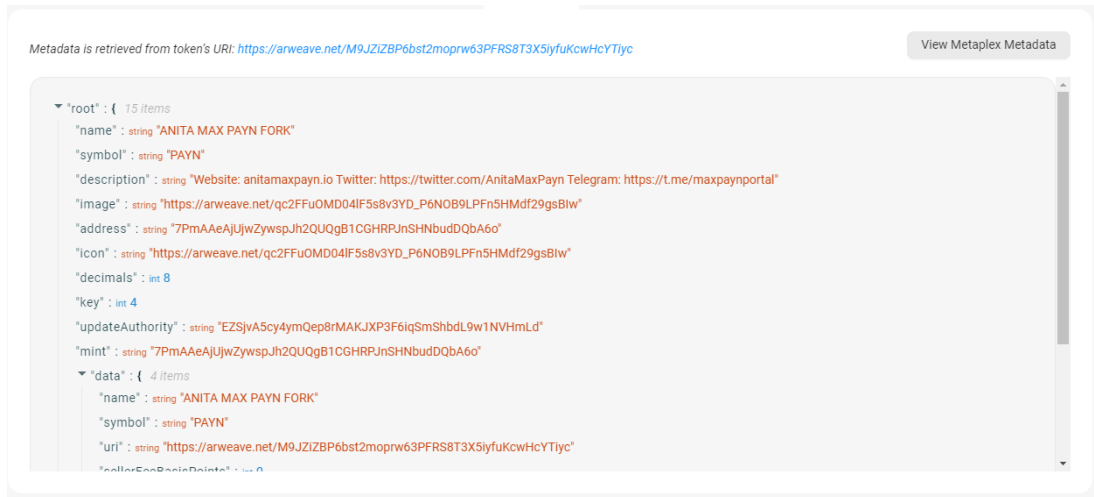 Metadata is retrieved from token's URI: https://arweave.net/M9JZiZBP6bst2moprw63PFRS8T3X5iyfuKcwHcYTiyc
View Metaplex Metadata
"root" : { 15 items
"name" : string "ANITA MAX PAYN FORK"
"symbol" : string "PAYN"
"description" : string "Website: anitamaxpayn.io Twitter: https://twitter.com/AnitaMaxPayn Telegram: https://t.me/maxpaynportal"
"image" : string "https://arweave.net/qc2FFuOMD04lF5s8v3YD_P6NOB9LPFn5HMdf29gsBIw"
"address" : string "7PmAAeAjUjwZywspJh2QUQgB1CGHRPJnSHNbudDQbA6o"
"icon" : string "https://arweave.net/qc2FFuOMD04lF5s8v3YD_P6NOB9LPFn5HMdf29gsBIw"
"decimals" : int 8
"key" : int 4
"updateAuthority" : string "EZSjvA5cy4ymQep8rMAKJXP3F6iqSmShbdL9w1NVHmLd"
"mint" : string "7PmAAeAjUjwZywspJh2QUQgB1CGHRPJnSHNbudDQbA6o"
"data" : { 4 items
"name" : string "ANITA MAX PAYN FORK"
"symbol" : string "PAYN"
"uri" : string "https://arweave.net/M9JZiZBP6bst2moprw63PFRS8T3X5iyfuKcwHcYTiyc"
"sellerFeeBasisPoints" : int 0